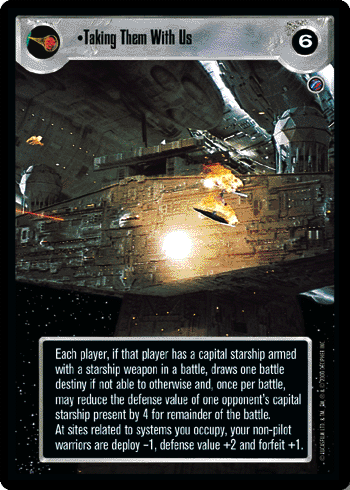 •Taking Them With Us
6
Each player, if that player has a capital starship armed
with a starship weapon in a battle, draws one battle
destiny if not able to otherwise and, once per battle,
may reduce the defense value of one opponent's capital
starship present by 4 for remainder of the battle.
At sites related to systems you occupy, your non-pilot
warriors are deploy -1, defense value +2 and forfeit +1.